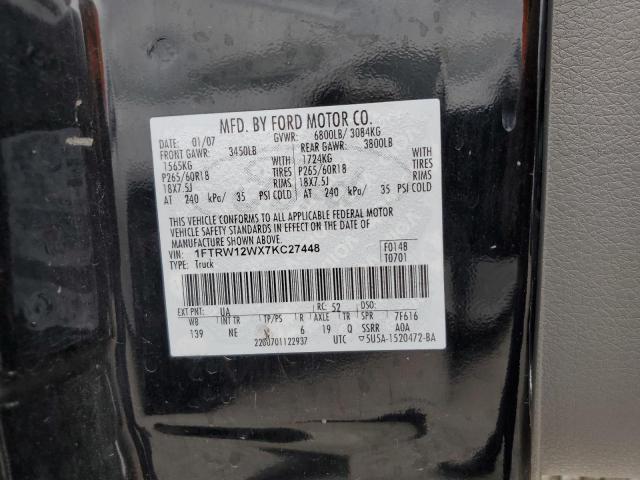 MFD. BY FORD MOTOR CO.
DATE: 01/07 GVWR: 6800LB/ 3084KG
FRONT GAWR: 3450LB REAR GAWR: 3800LB
1565KG WITH 1724KG WITH
P265/60R18 TIRES P265/60R18 TIRES
18X7.5J RIMS 18X7.5J RIMS
AT 240 kPa/ 35 PSI COLD AT 240 kPa/ 35 PSI COLD
THIS VEHICLE CONFORMS TO ALL APPLICABLE FEDERAL MOTOR
VEHICLE SAFETY STANDARDS IN EFFECT ON THE DATE OF
MANUFACTURE SHOWN ABOVE.
VIN: 1FTRW12WX7KC27448 F0148
TYPE: Truck T0701
EXT PNT: UA RC: 52 DSO:
WB INT TR TP/PS R AXLE TR SPR 7F616
139 NE 6 19 Q SSRR A0A
2200701122937 UTC 5U5A-1520472-BA